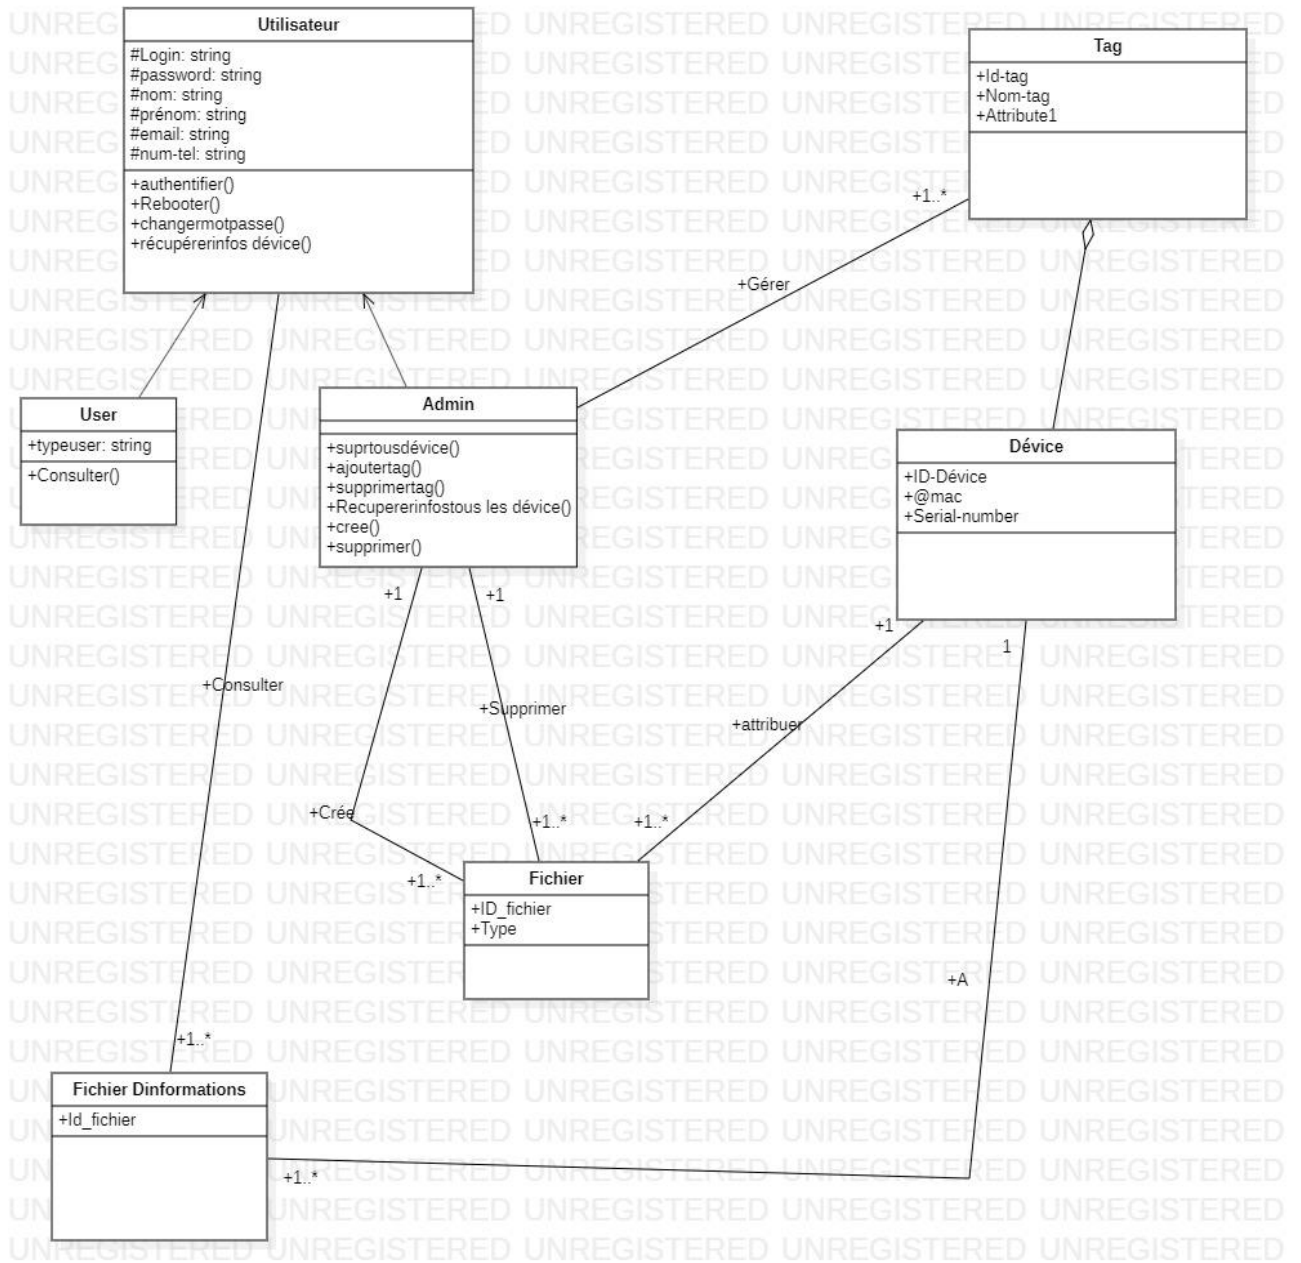 Utilisateur
#Login: string
#password: string
#nom: string
#prénom: string
#email: string
#num-tel: string
+authentifier()
+Rebooter()
+changermotpasse()
+récupérerinfos dévice()
Tag
+Id-tag
+Nom-tag
+Attribute1
+1..*
+Gérer
User
+typeuser: string
+Consulter()
Admin
+suprtousdévice()
+ajoutertag()
+supprimertag()
+Recupererinfostous les dévice()
+cree()
+supprimer()
Dévice
+ID-Dévice
+@mac
+Serial-number
+1
+1
+1
1
+Consulter
+Supprimer
+attribuer
+Crée
+1..*
+1..*
+1..*
Fichier
+ID_fichier
+Type
+A
+1..*
Fichier Dinformations
+Id_fichier
+1..*
UNREGISTERED